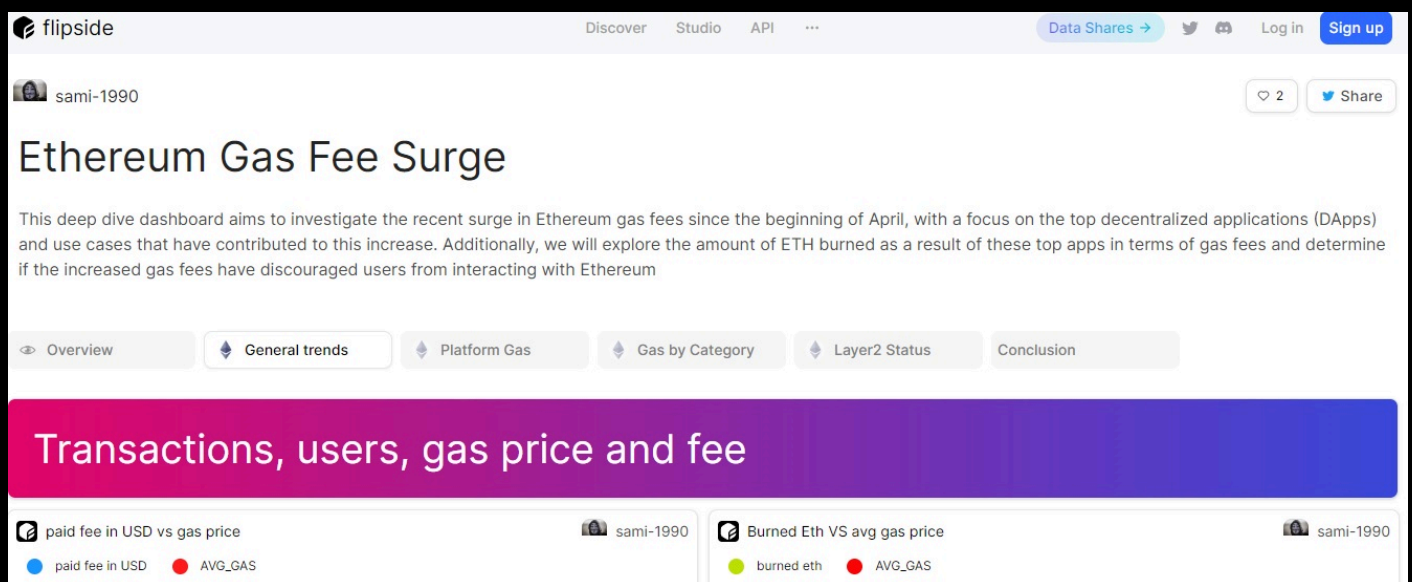 flipside
Discover Studio API ...
Data Shares → Log in Sign up
sami-1990
2 Share
Ethereum Gas Fee Surge
This deep dive dashboard aims to investigate the recent surge in Ethereum gas fees since the beginning of April, with a focus on the top decentralized applications (DApps)
and use cases that have contributed to this increase. Additionally, we will explore the amount of ETH burned as a result of these top apps in terms of gas fees and determine
if the increased gas fees have discouraged users from interacting with Ethereum
Overview General trends Platform Gas Gas by Category Layer2 Status Conclusion
Transactions, users, gas price and fee
paid fee in USD vs gas price sami-1990
paid fee in USD AVG_GAS
Burned Eth VS avg gas price sami-1990
burned eth AVG_GAS